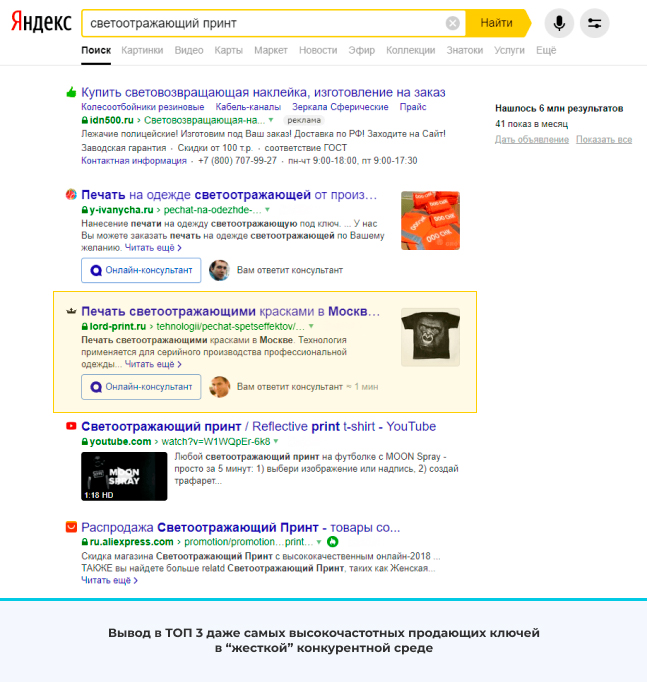 Яндекс
светоотражающий принт
Найти
Поиск Картинки Видео Карты Маркет Новости Эфир Коллекции Знатоки Услуги Ещё
Купить световозвращающая наклейка, изготовление на заказ
Колесоотбойники резиновые Кабель-каналы Зеркала Сферические Прайс
idn500.ru › Световозвращающая-на... реклама
Лежачие полицейские! Изготовим под Ваш заказ! Доставка по РФ! Заходите на Сайт!
Заводская гарантия · Скидки от 100 т.р. · соответствие ГОСТ
Контактная информация · +7 (800) 707-99-27 · пн-чт 9:00-18:00, пт 9:00-17:30
Нашлось 6 млн результатов
41 показ в месяц
Дать объявление Показать все
Печать на одежде светоотражающей от произ...
y-ivanycha.ru › pechat-na-odezhde-...
Нанесение печати на одежду светоотражающую под ключ. ... У нас
Вы можете заказать печать на одежде светоотражающей по Вашему
желанию. Читать ещё ›
Онлайн-консультант Вам ответит консультант
Печать светоотражающими красками в Москве...
lord-print.ru › tehnologii/pechat-spetseffektov/...
Печать светоотражающими красками в Москве. Технология
применяется для серийного производства профессиональной
одежды... Читать ещё ›
Онлайн-консультант Вам ответит консультант ~ 1 мин
Светоотражающий принт / Reflective print t-shirt - YouTube
youtube.com › watch?v=W1WQpEr-6k8
MOON
SPRAY
1:18 HD
Любой светоотражающий принт на футболке с MOON Spray -
просто за 5 минут: 1) выбери изображение или надпись, 2) создай
трафарет...
Распродажа Светоотражающий Принт - товары со...
ru.aliexpress.com › promotion/promotion...print...
Скидка магазина Светоотражающий Принт с высококачественным онлайн-2018 ...
ТАКЖЕ вы найдете больше relatd Светоотражающий Принт, таких как Женская...
Читать ещё ›
Вывод в ТОП 3 даже самых высокочастотных продающих ключей
в “жесткой” конкурентной среде